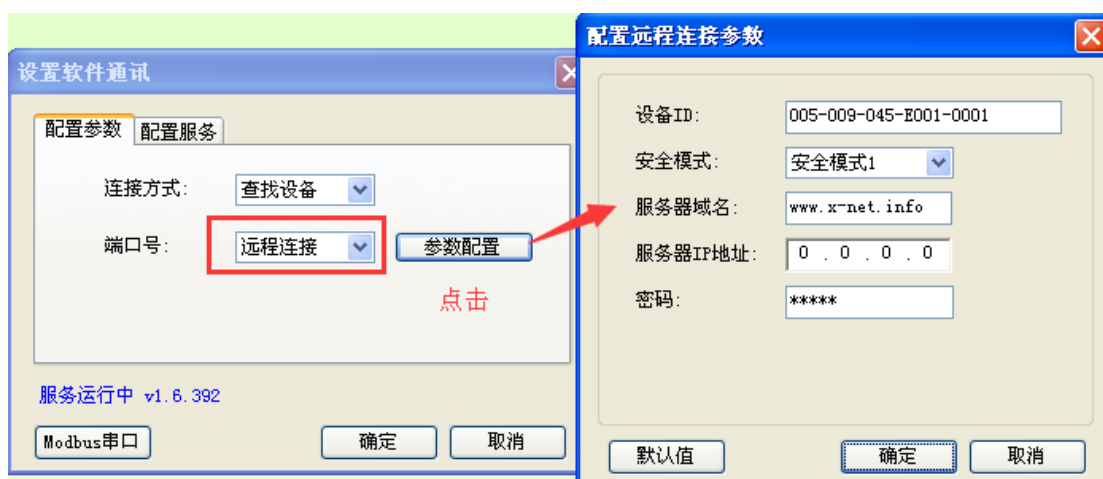 设置软件通讯
配置参数 配置服务
连接方式: 查找设备
端口号: 远程连接 参数配置
点击
服务运行中 v1.6.392
Modbus串口 确定 取消
配置远程连接参数
设备ID: 005-009-045-E001-0001
安全模式: 安全模式1
服务器域名: www.x-net.info
服务器IP地址: 0 . 0 . 0 . 0
密码: *****
默认值 确定 取消